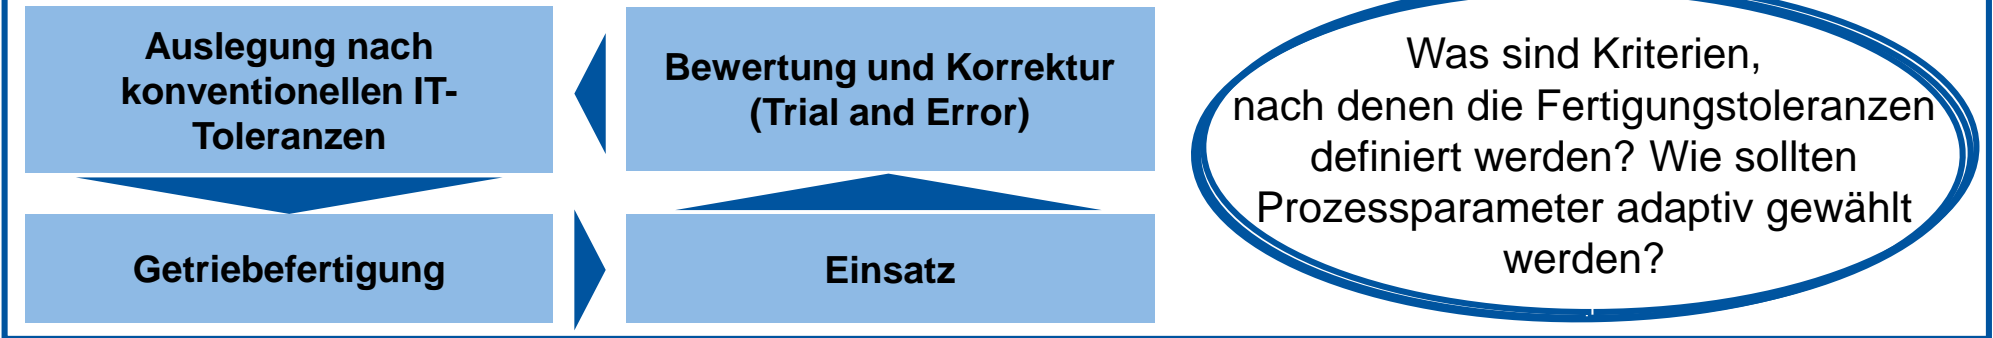 Auslegung nach
konventionellen IT-
Toleranzen
Bewertung und Korrektur
(Trial and Error)
Getriebefertigung
Einsatz
Was sind Kriterien,
nach denen die Fertigungstoleranzen
definiert werden? Wie sollten
Prozessparameter adaptiv gewählt
werden?